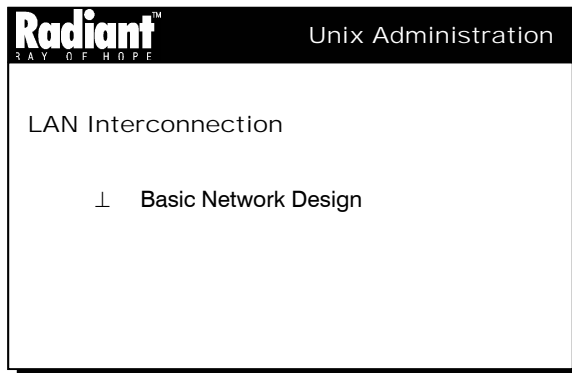 Radiant™
RAY OF HOPE
Unix Administration
LAN Interconnection
⊥ Basic Network Design